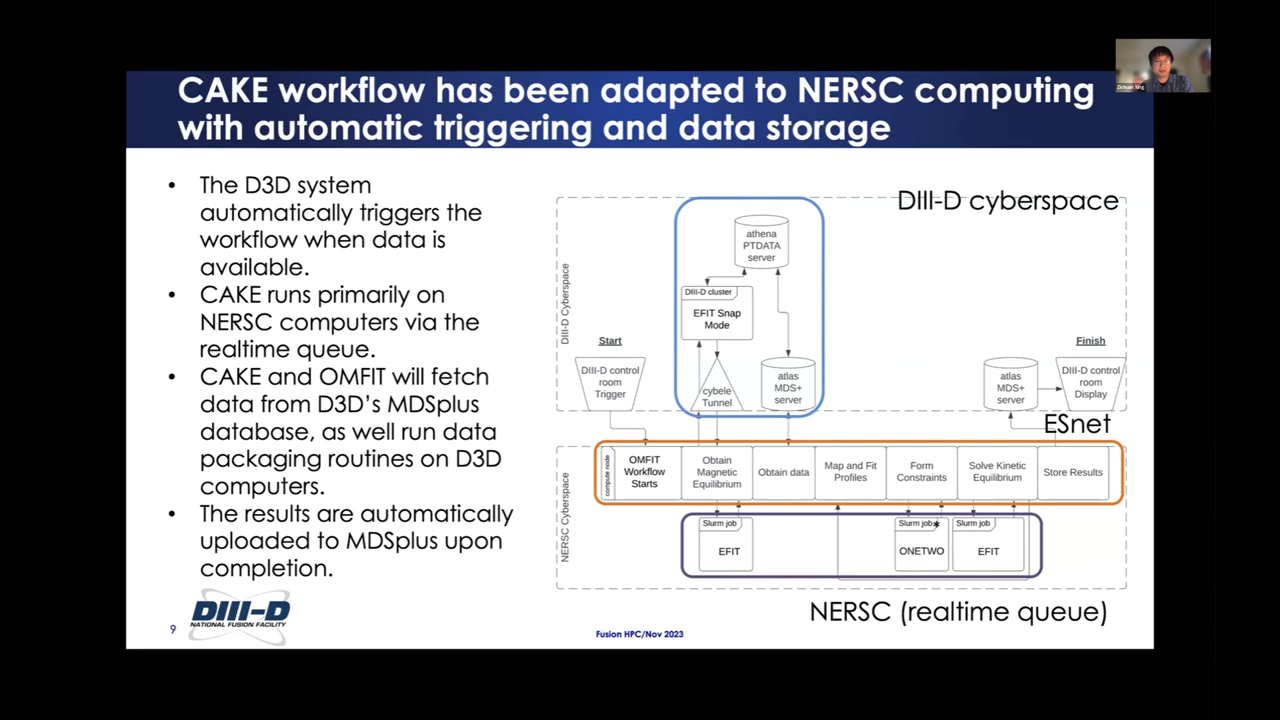 CAKE workflow has been adapted to NERSC computing
with automatic triggering and data storage
Zichuan Xing
• The D3D system
automatically triggers the
workflow when data is
available.
• CAKE runs primarily on
NERSC computers via the
realtime queue.
• CAKE and OMFIT will fetch
data from D3D’s MDSplus
database, as well run data
packaging routines on D3D
computers.
• The results are automatically
uploaded to MDSplus upon
completion.
DIII-D cyberspace
DIII-D Cyberspace
athena
PTDATA
server
DIII-D cluster
EFIT Snap
Mode
Start
DIII-D control
room
Trigger
cybele
Tunnel
atlas
MDS+
server
atlas
MDS+
server
Finish
DIII-D control
room
Display
ESnet
NERSC Cyberspace
compute node
OMFIT
Workflow
Starts
Obtain
Magnetic
Equilibrium
Obtain data
Map and Fit
Profiles
Form
Constraints
Solve Kinetic
Equilibrium
Store Results
Slurm job
EFIT
Slurm job*
ONETWO
Slurm job
EFIT
NERSC (realtime queue)
9
DIII-D
NATIONAL FUSION FACILITY
Fusion HPC/Nov 2023